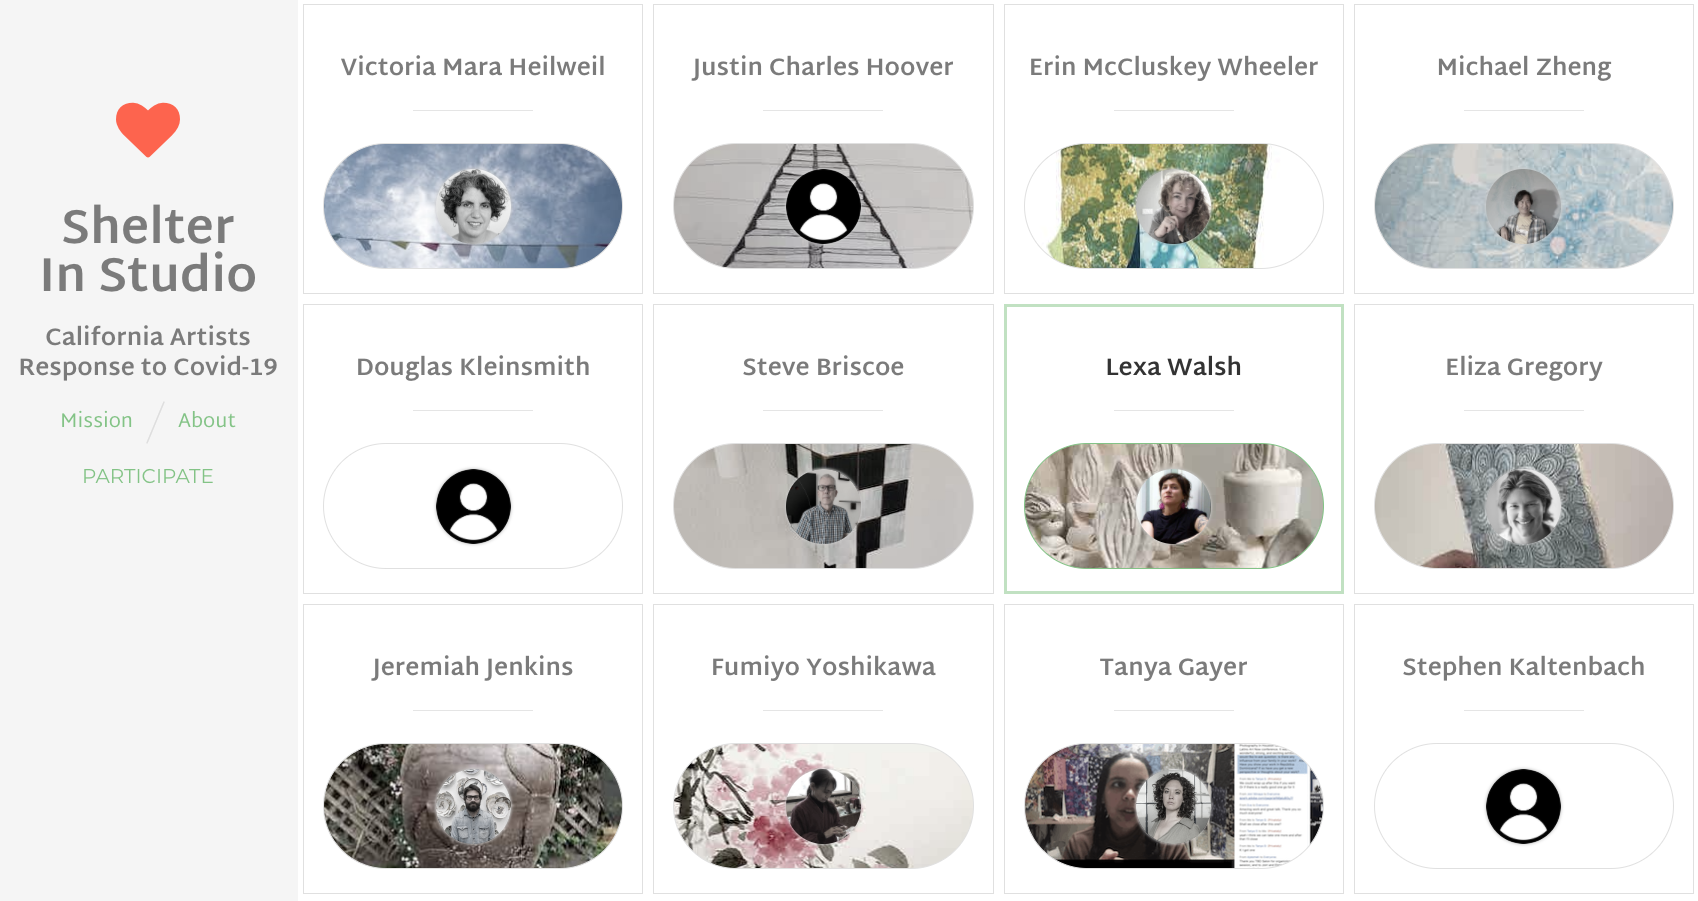 Shelter
In Studio
California Artists
Response to Covid-19
Mission
About
PARTICIPATE
Victoria Mara Heilweil
Justin Charles Hoover
Erin McCluskey Wheeler
Michael Zheng
Douglas Kleinsmith
Steve Briscoe
Lexa Walsh
Eliza Gregory
Jeremiah Jenkins
Fumiyo Yoshikawa
Tanya Gayer
Stephen Kaltenbach